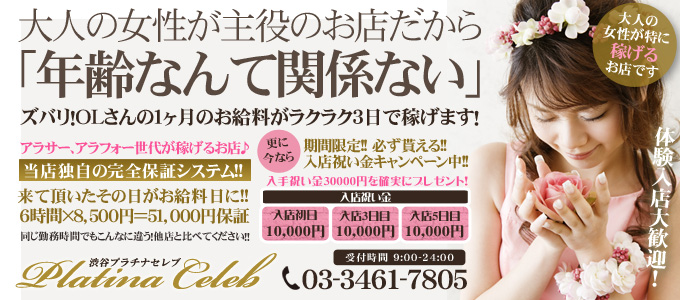 大人の女性が主役のお店だから
「年齢なんて関係ない」
ズバリ!OLさんの1ヶ月のお給料がラクラク3日で稼げます!
アラサー、アラフォー世代が稼げるお店♪
当店独自の完全保証システム!!
来て頂いたその日がお給料日に!!
6時間×8,500円=51,000円保証
同じ勤務時間でもこんなに違う!他店と比べてください!!
更に
今なら
期間限定!! 必ず貰える!!
入店祝い金キャンペーン中!!
入手祝い金30000円を確実にプレゼント!
入店祝い金
入店初日
10,000円
入店3日目
10,000円
入店5日目
10,000円
渋谷プラチナセレブ
Platina Celeb
受付時間 9:00-24:00
03-3461-7805
大人の
女性が特に
稼げる
お店です
体験入店大歓迎!